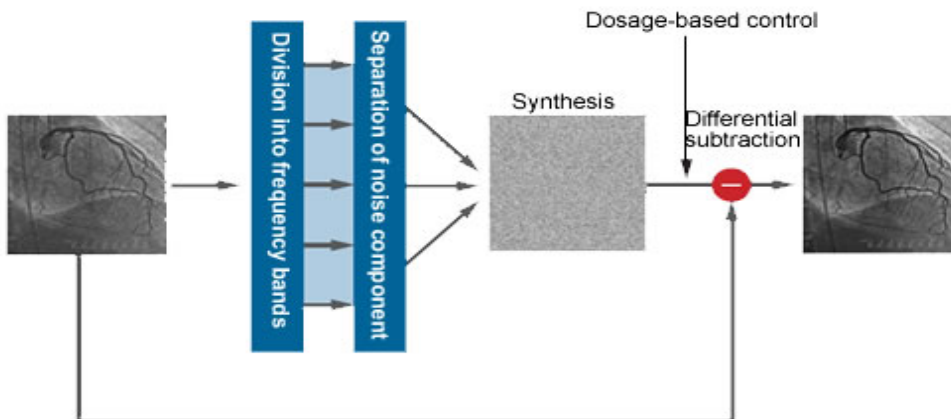 Dosage-based control
Division into frequency bands
Separation of noise component
Synthesis
Differential
subtraction